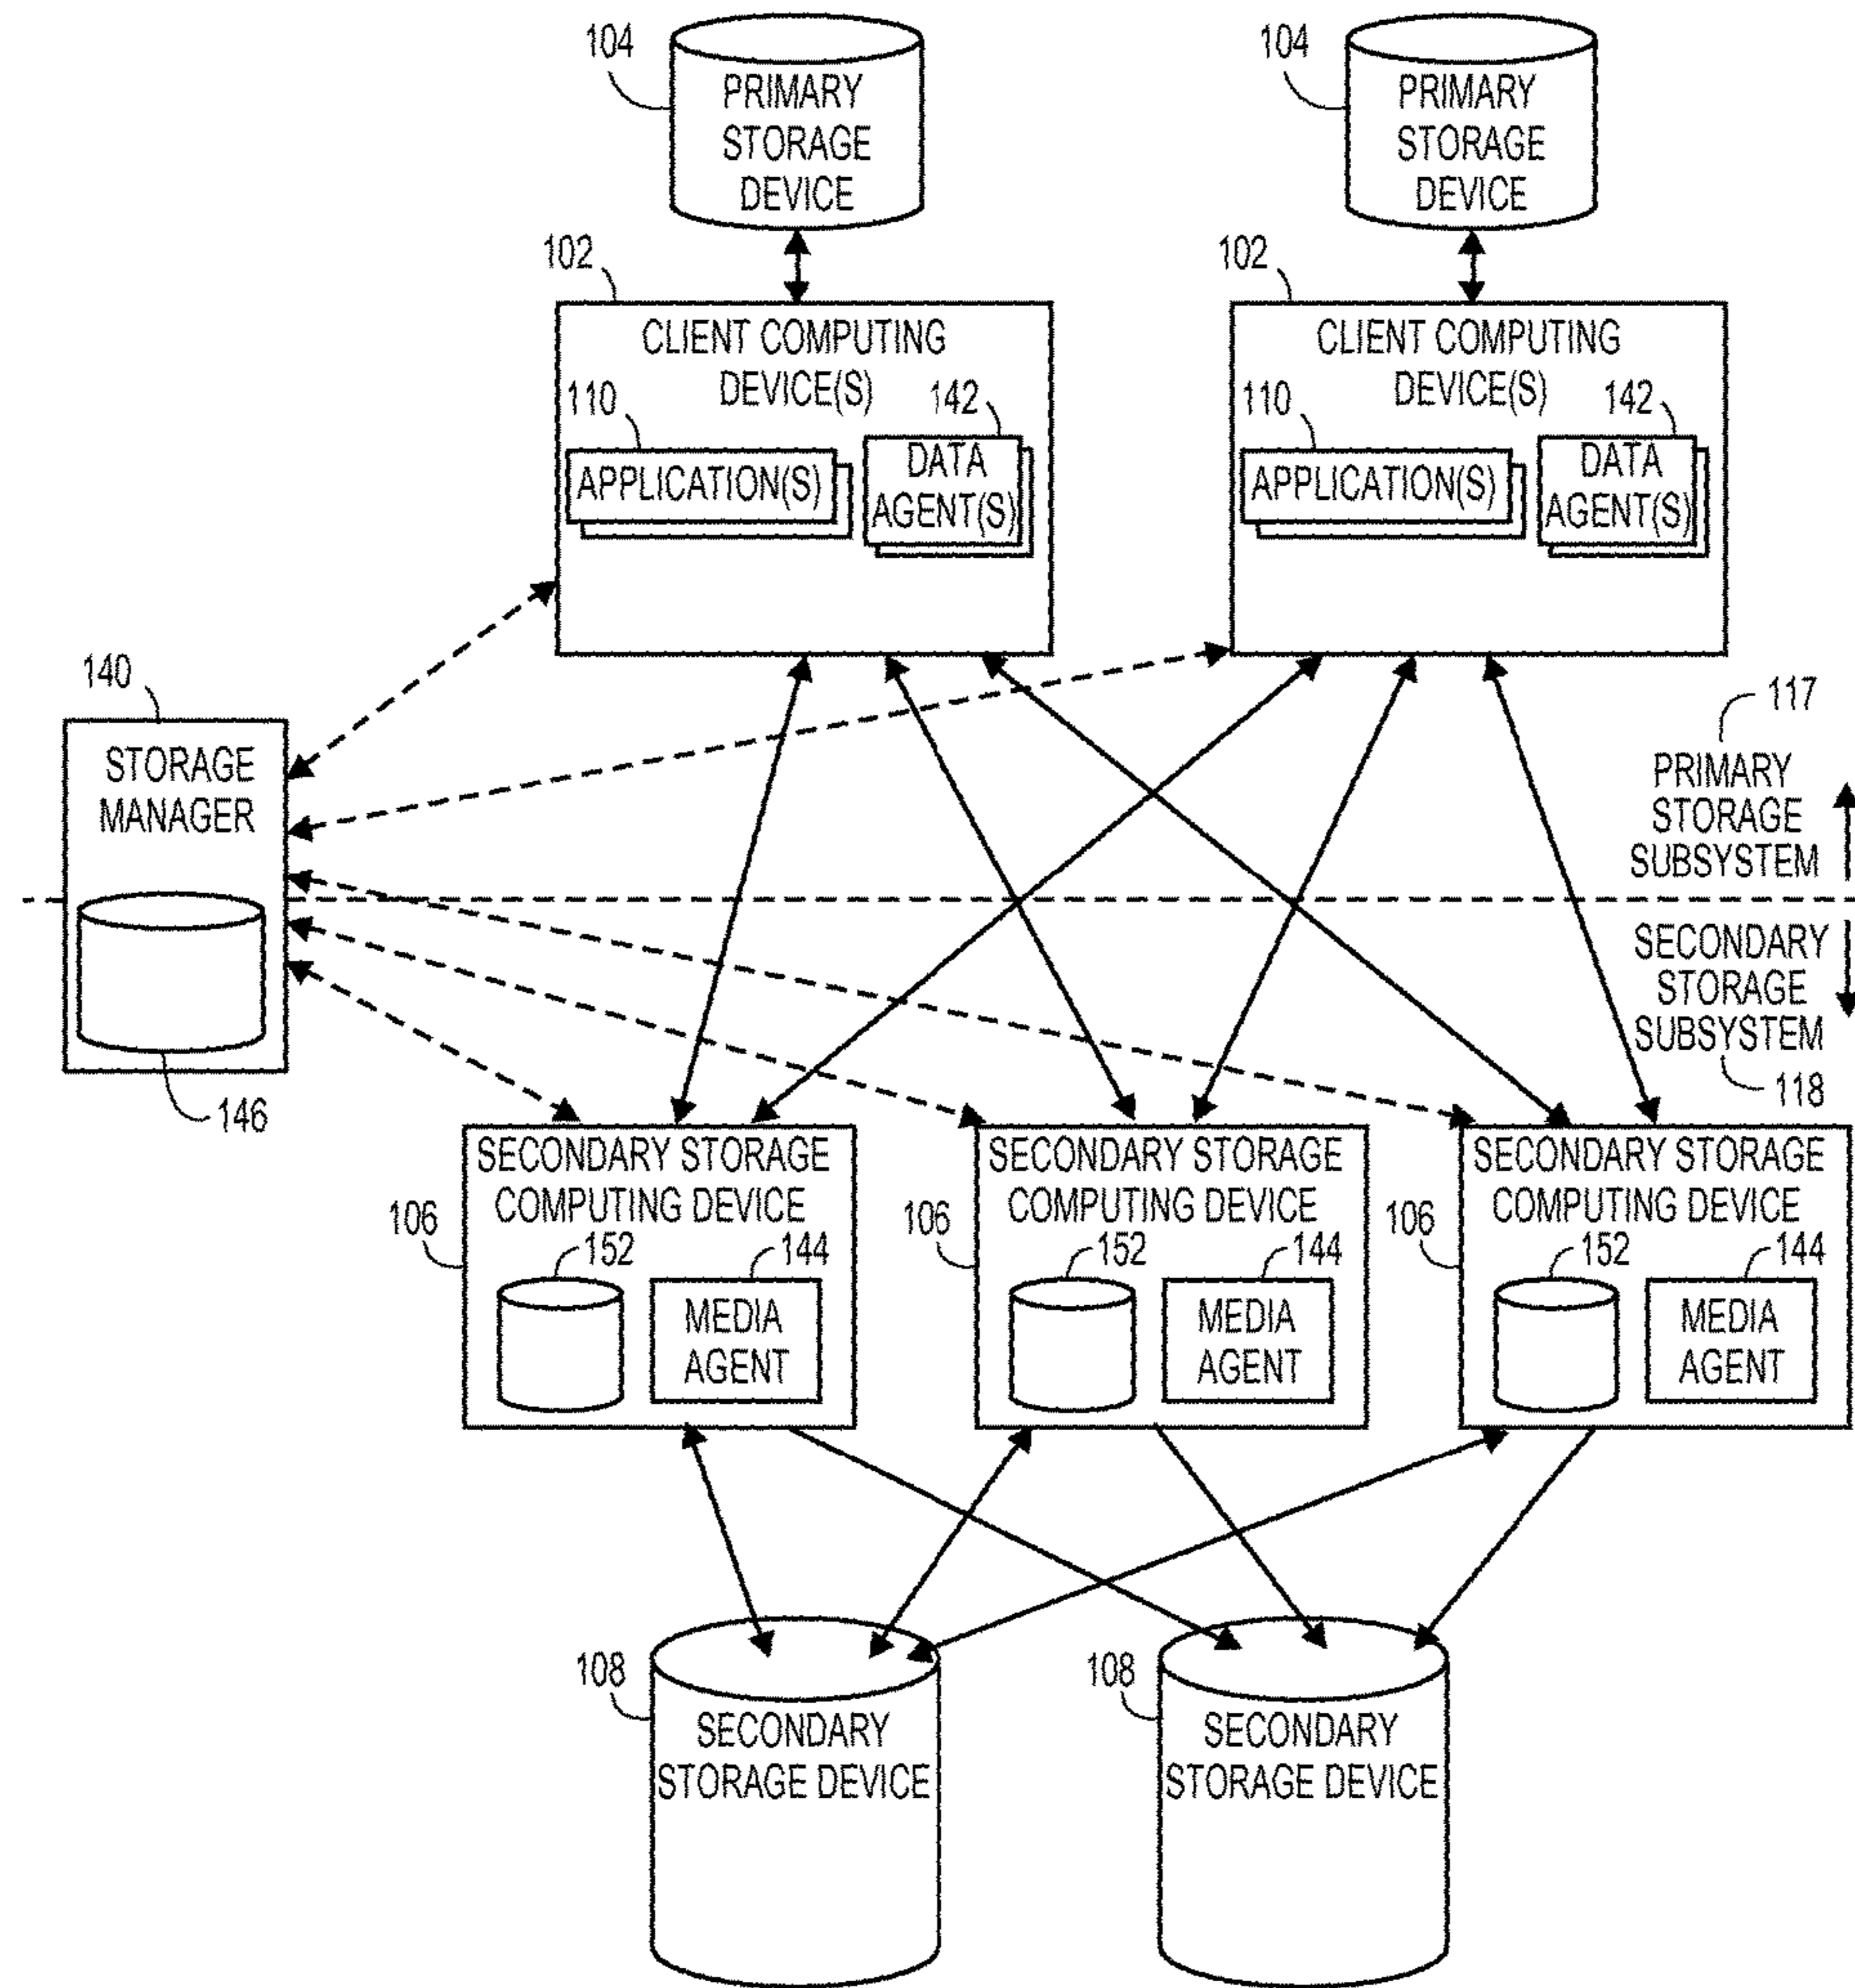 104
PRIMARY
STORAGE
DEVICE
104
PRIMARY
STORAGE
DEVICE
102
CLIENT COMPUTING
DEVICE(S)
110
142
APPLICATION(S)
DATA
AGENT(S)
102
CLIENT COMPUTING
DEVICE(S)
110
142
APPLICATION(S)
DATA
AGENT(S)
140
STORAGE
MANAGER
146
117
PRIMARY
STORAGE
SUBSYSTEM
SECONDARY
STORAGE
SUBSYSTEM
118
106
SECONDARY STORAGE
COMPUTING DEVICE
152
144
MEDIA
AGENT
106
SECONDARY STORAGE
COMPUTING DEVICE
152
144
MEDIA
AGENT
106
SECONDARY STORAGE
COMPUTING DEVICE
152
144
MEDIA
AGENT
108
SECONDARY
STORAGE DEVICE
108
SECONDARY
STORAGE DEVICE